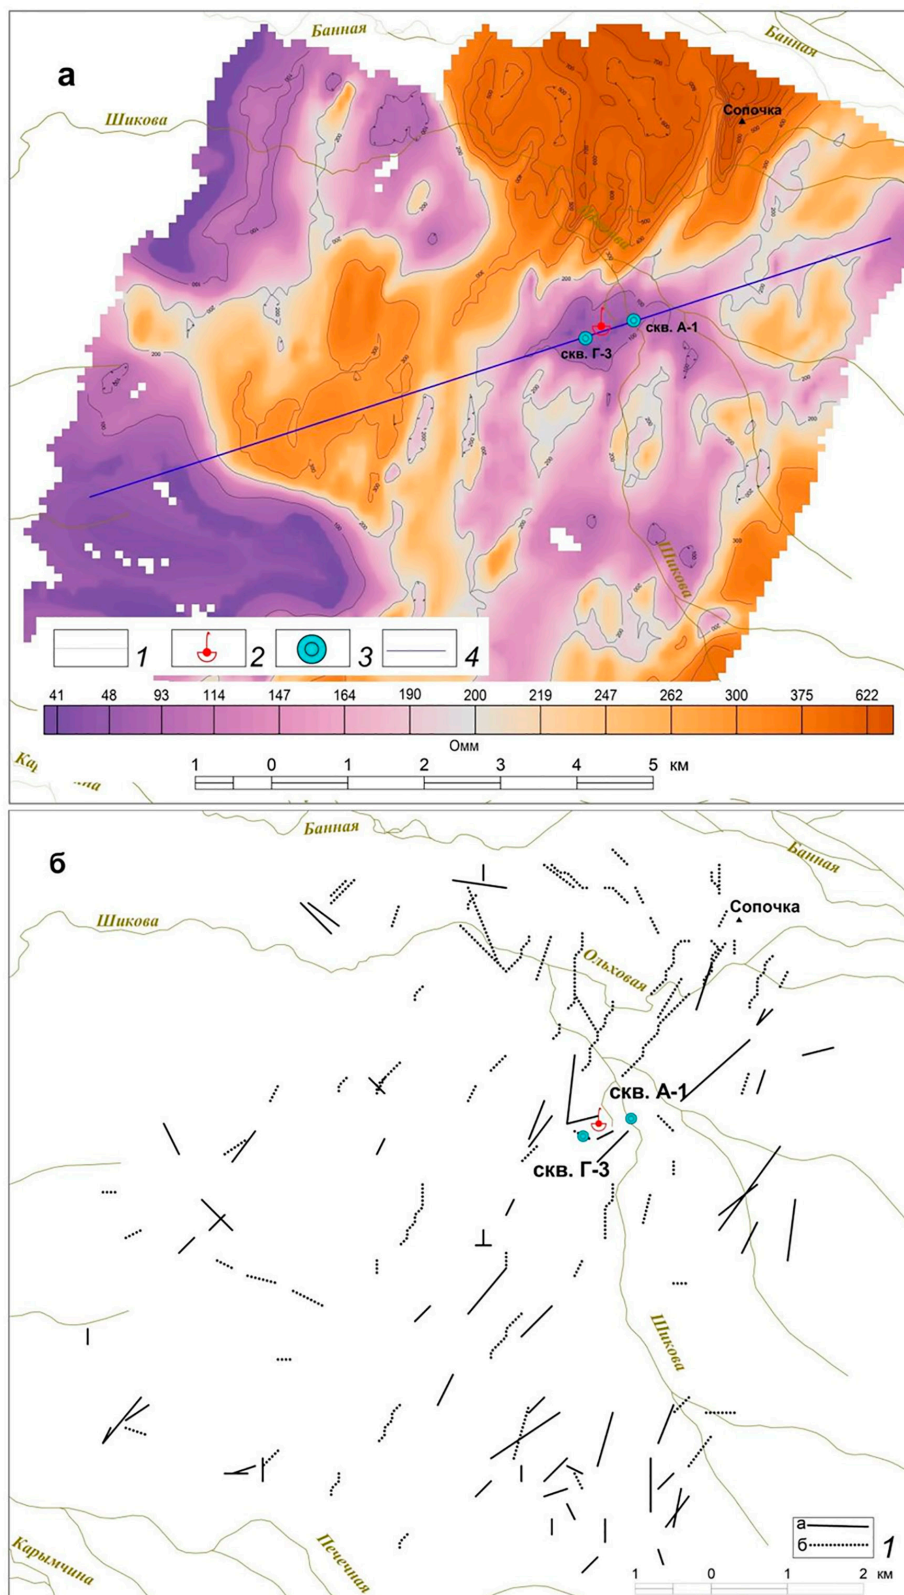 Банная
Банная
а
Шикова
Сопочка
скв. А-1
скв. Г-3
Шикова
1
2
3
4
41 48 93 114 147 164 190 200 219 247 262 300 375 622
Омм
1 0 1 2 3 4 5 км
Банная
Банная
б
Сопочка
Шикова
Ольховая
скв. А-1
скв. Г-3
Шикова
а
б
1
Карымчина
Печечная
1 0 1 2 км